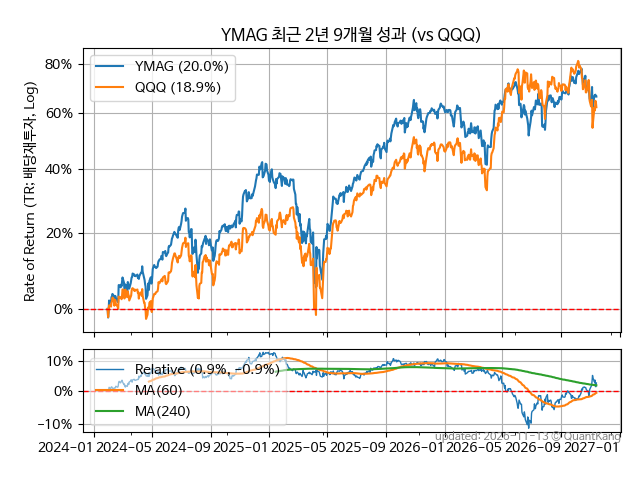 YMAG 최근 2년 9개월 성과 (vs QQQ)
Rate of Return (TR: 배당재투자, Log)
80%
60%
40%
20%
0%
YMAG (20.0%)
QQQ (18.9%)
10%
0%
−10%
Relative (0.9%, −0.9%)
MA(60)
MA(240)
2024−01 2024−05 2024−09 2025−01 2025−05 2025−09 2026−01 2026−05 2026−09 2027−01
updated: 2026−11−13 © QuantKang